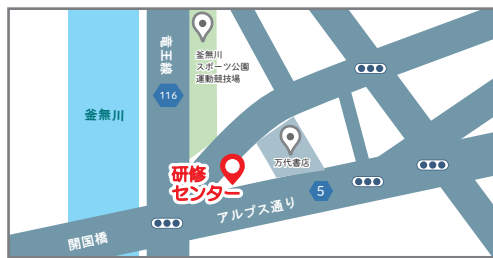 竜王線
釜無川
スポーツ公園
運動競技場
116
釜無川
万代書店
研修
センター
5
アルプス通り
開国橋